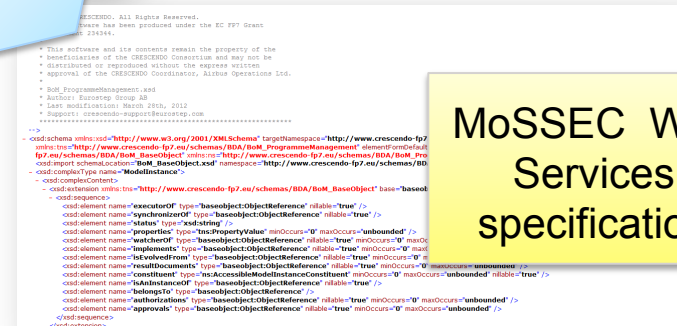 CRESCENDO. All Rights Reserved.
ware has been produced under the EC FP7 Grant
234344.
* This software and its contents remain the property of the
* beneficiaries of the CRESCENDO Consortium and may not be
* distributed or reproduced without the express written
* approval of the CRESCENDO Coordinator, Airbus Operations Ltd.
*
* BoM_ProgrammeManagement.xsd
* Author: Eurostep Group AB
* Last modification: March 28th, 2012
* Support: crescendo-support@eurostep.com
****************************************************************
-->
- <xsd:schema xmlns:xsd="http://www.w3.org/2001/XMLSchema" targetNamespace="http://www.crescendo-fp7
xmlns:tns="http://www.crescendo-fp7.eu/schemas/BDA/BoM_ProgrammeManagement" elementFormDefault
fp7.eu/schemas/BDA/BoM_BaseObject" xmlns:ns="http://www.crescendo-fp7.eu/schemas/BDA/BoM_Pro
<xsd:import schemaLocation="BoM_BaseObject.xsd" namespace="http://www.crescendo-fp7.eu/schemas/BD
- <xsd:complexType name="ModelInstance">
- <xsd:complexContent>
- <xsd:extension xmlns:tns="http://www.crescendo-fp7.eu/schemas/BDA/BoM_BaseObject" base="baseob
- <xsd:sequence>
<xsd:element name="executorOf" type="baseobject:ObjectReference" nillable="true" />
<xsd:element name="synchronizerOf" type="baseobject:ObjectReference" nillable="true" />
<xsd:element name="status" type="xsd:string" />
<xsd:element name="properties" type="tns:PropertyValue" minOccurs="0" maxOccurs="unbounded" />
<xsd:element name="watcherOf" type="baseobject:ObjectReference" nillable="true" minOccurs="0" maxOc
<xsd:element name="implements" type="baseobject:ObjectReference" nillable="true" minOccurs="0" max
<xsd:element name="isEvolvedFrom" type="baseobject:ObjectReference" nillable="true" minOccurs="0" m
<xsd:element name="resultDocuments" type="baseobject:ObjectReference" nillable="true" minOccurs="0" maxOccurs="unbounded" />
<xsd:element name="constituent" type="ns:AccessibleModelInstanceConstituent" minOccurs="0" maxOccurs="unbounded" nillable="true" />
<xsd:element name="isAnInstanceOf" type="baseobject:ObjectReference" nillable="true" />
<xsd:element name="belongsTo" type="baseobject:ObjectReference" />
<xsd:element name="authorizations" type="baseobject:ObjectReference" nillable="true" minOccurs="0" maxOccurs="unbounded" />
<xsd:element name="approvals" type="baseobject:ObjectReference" nillable="true" minOccurs="0" maxOccurs="unbounded" />
</xsd:sequence>
</xsd:extension>
MoSSEC W
Services
specificatio